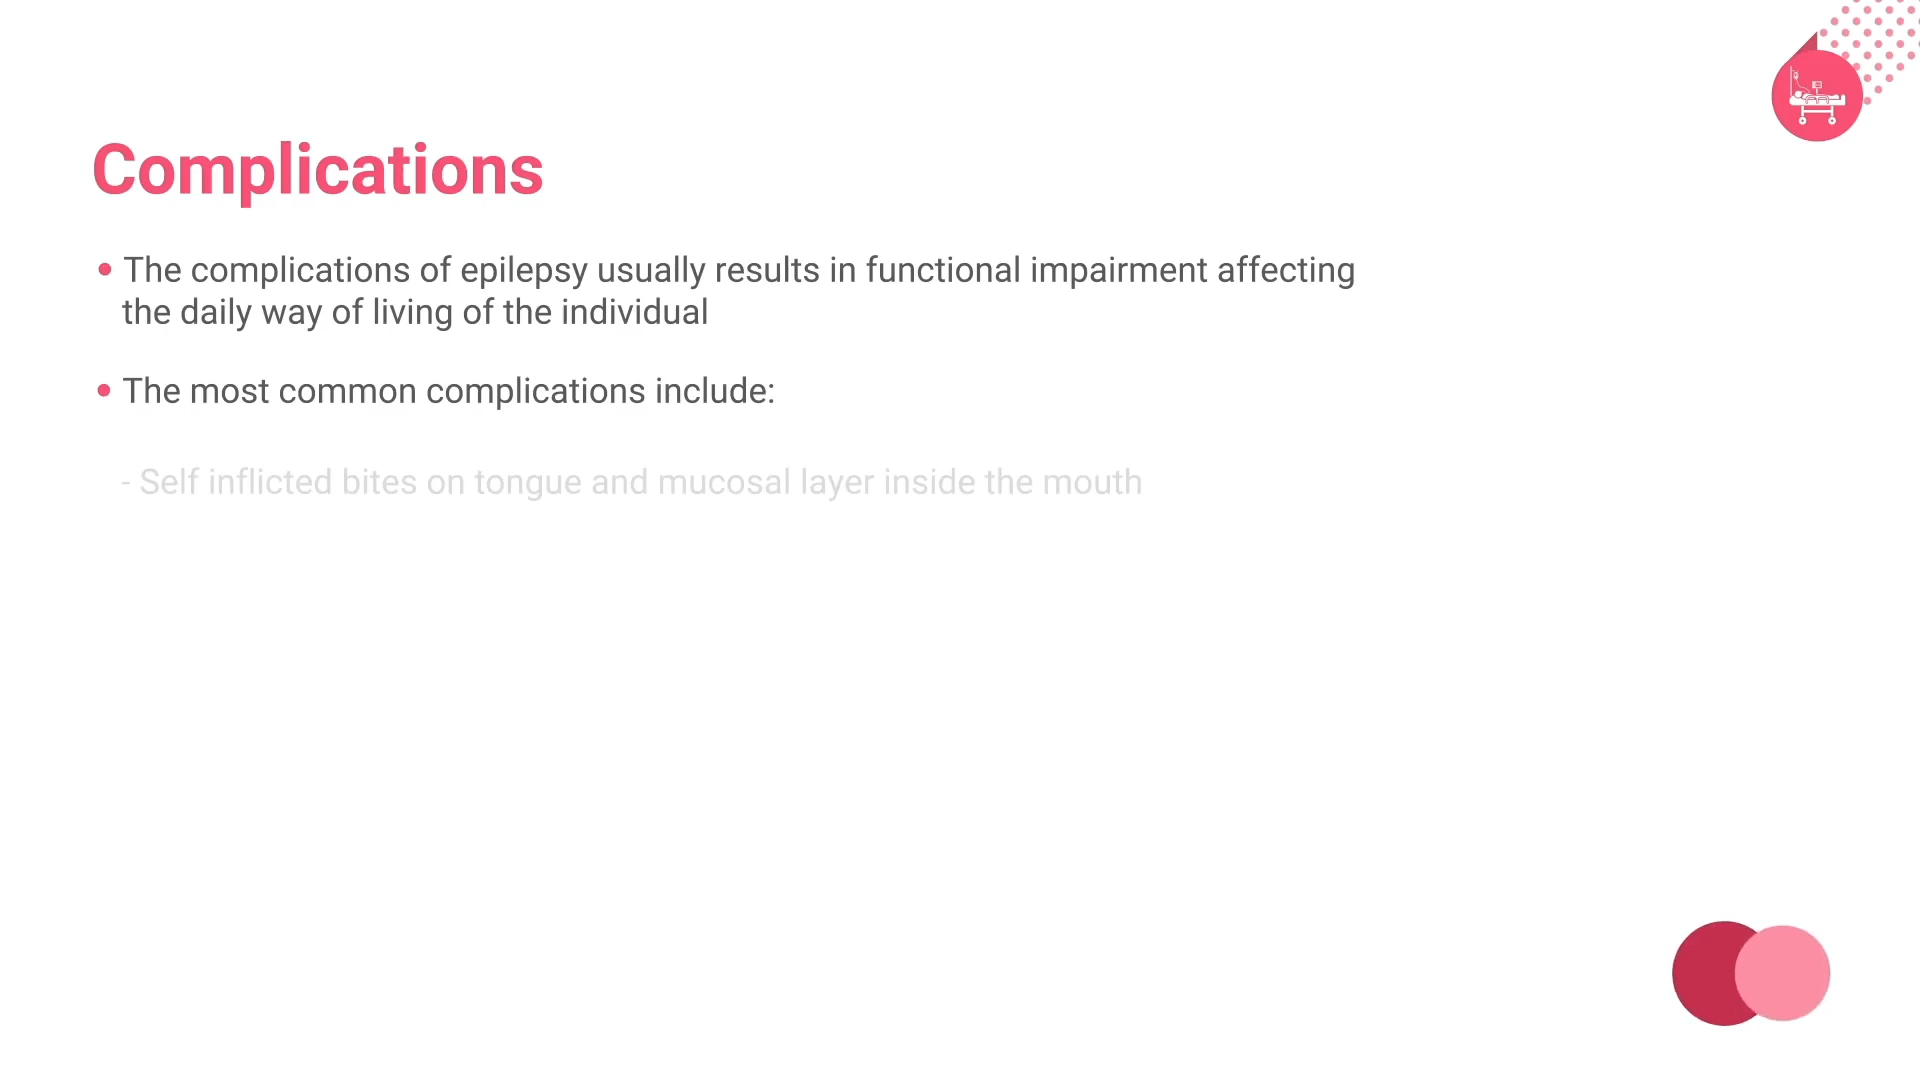 Complications
• The complications of epilepsy usually results in functional impairment affecting
the daily way of living of the individual
• The most common complications include:
- Self inflicted bites on tongue and mucosal layer inside the mouth